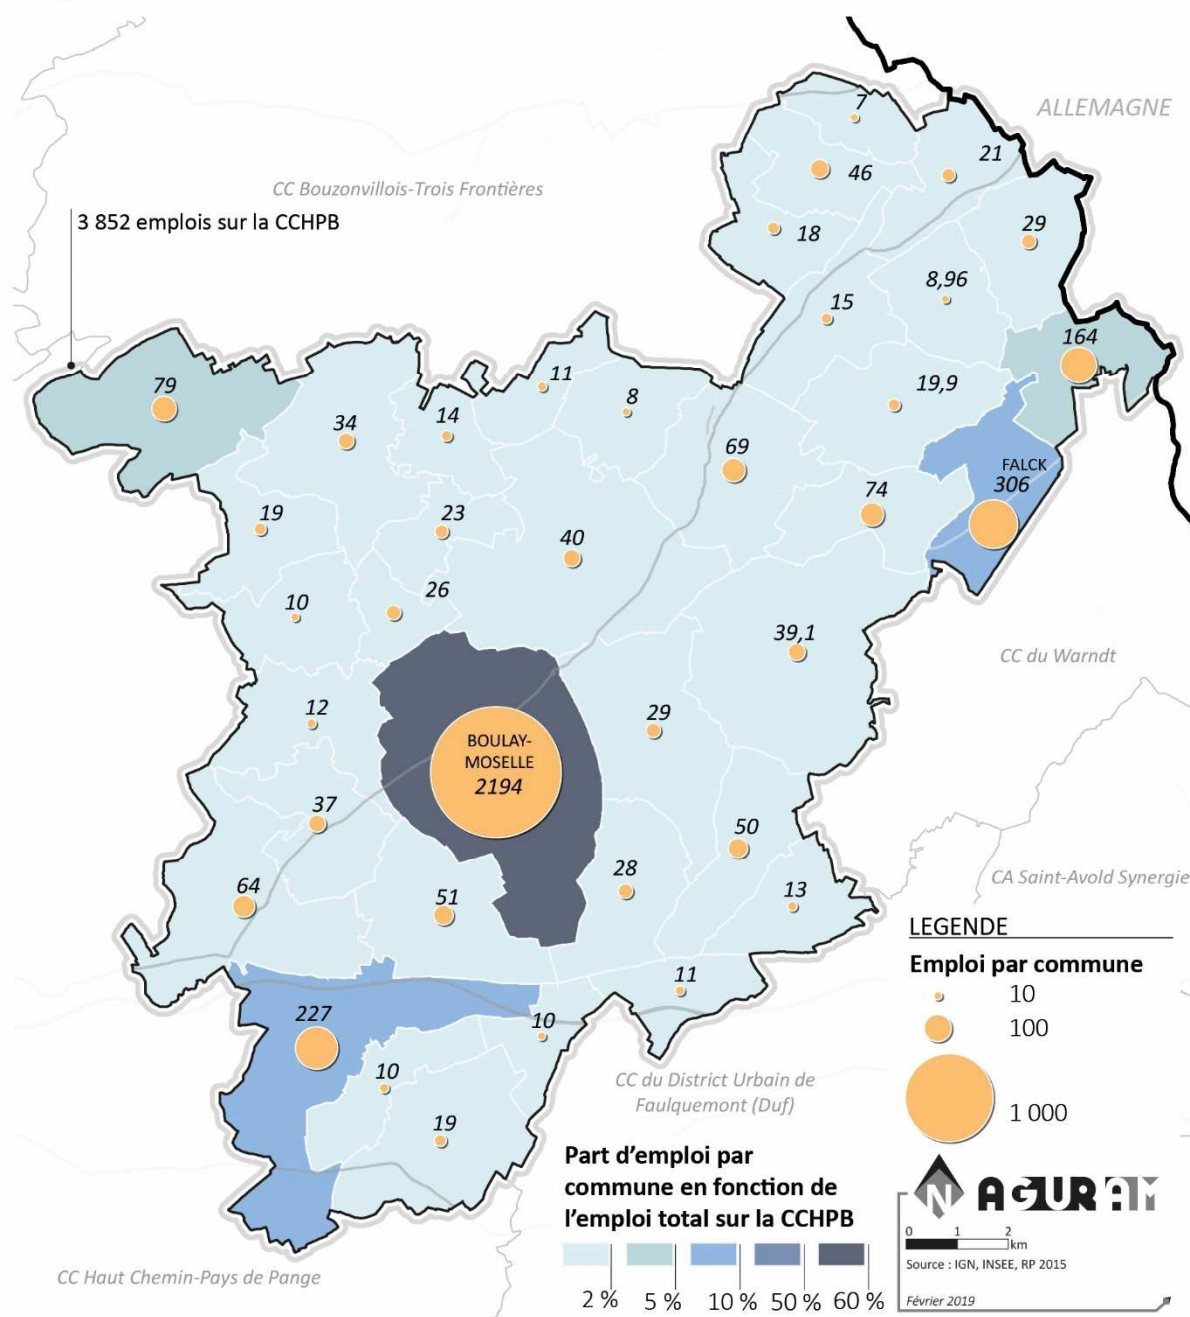 7
ALLEMAGNE
21
46
CC Bouzonvillois-Trois Frontières
3 852 emplois sur la CCHPB
18
29
8,96
15
164
79
11
19,9
8
34
14
69
FALCK
306
74
19
23
40
26
10
39,1
CC du Warndt
12
29
BOULAY-
MOSELLE
2194
37
50
28
64
51
13
CA Saint-Avold Synergie
11
227
10
10
19
CC du District Urbain de
Faulquemont (Duf)
CC Haut Chemin-Pays de Pange
LEGENDE
Emploi par commune
10
100
1 000
Part d’emploi par
commune en fonction de
l’emploi total sur la CCHPB
2 % 5 % 10 % 50 % 60 %
N AGURAM
0 1 2
km
Source : IGN, INSEE, RP 2015
Février 2019